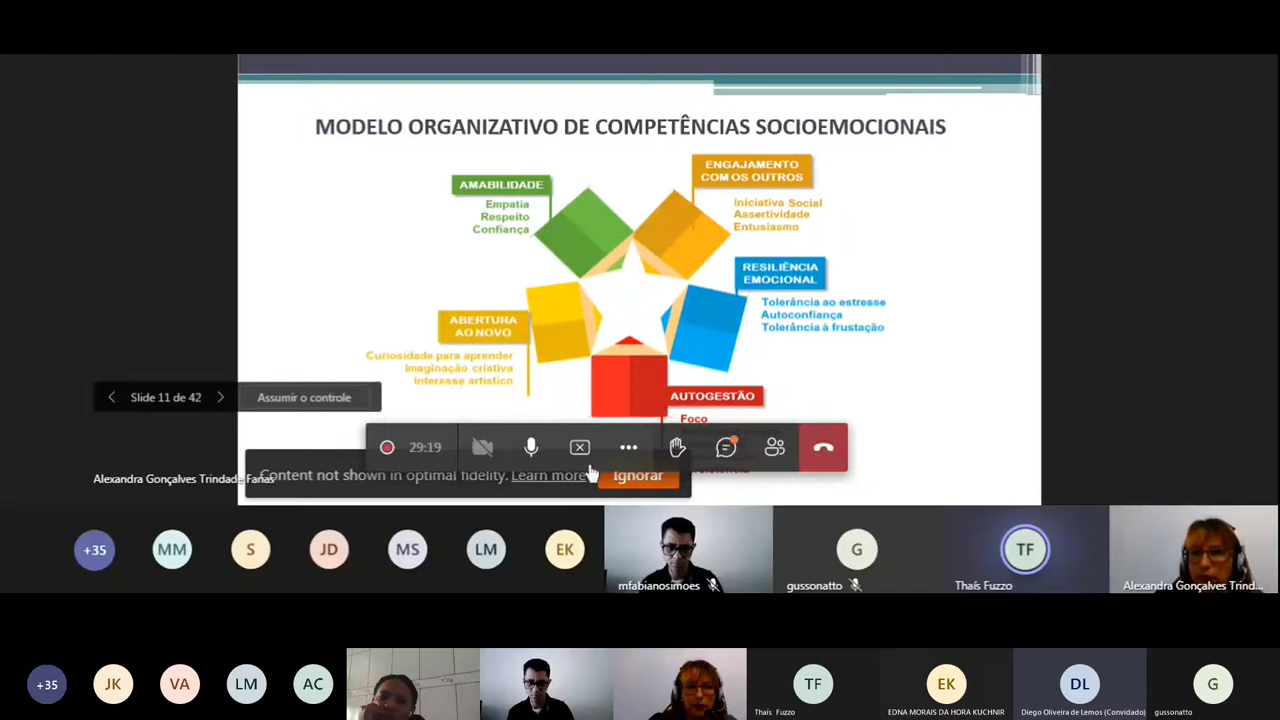 MODELO ORGANIZATIVO DE COMPETÊNCIAS SOCIOEMOCIONAIS
AMABILIDADE
Empatia
Respeito
Confiança
ENGAJAMENTO
COM OS OUTROS
Iniciativa Social
Assertividade
Entusiasmo
RESILIÊNCIA
EMOCIONAL
Tolerância ao estresse
Autoconfiança
Tolerância à frustação
ABERTURA
AO NOVO
Curiosidade para aprender
Imaginação criativa
Interesse artístico
AUTOGESTÃO
Foco
Slide 11 de 42
Assumir o controle
29:19
Content not shown in optimal fidelity. Learn more
Ignorar
Alexandra Gonçalves Trindade Farias
+35
MM
S
JD
MS
LM
EK
mfabianosimoes
G
gussonatto
TF
Thaís Fuzzo
Alexandra Gonçalves Trind...
+35
JK
VA
LM
AC
TF
Thaís Fuzzo
EK
EDNA MORAIS DA HORA KUCHNIR
DL
Diego Oliveira de Lemos (Convidado)
G
gussonatto